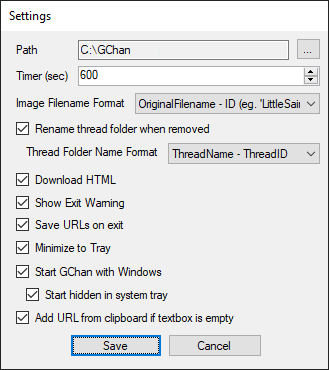 Settings
Path C:\GChan ...
Timer (sec) 600
Image Filename Format OriginalFilename - ID (eg. 'LittleSain
Rename thread folder when removed
Thread Folder Name Format ThreadName - ThreadID
Download HTML
Show Exit Warning
Save URLs on exit
Minimize to Tray
Start GChan with Windows
Start hidden in system tray
Add URL from clipboard if textbox is empty
Save Cancel